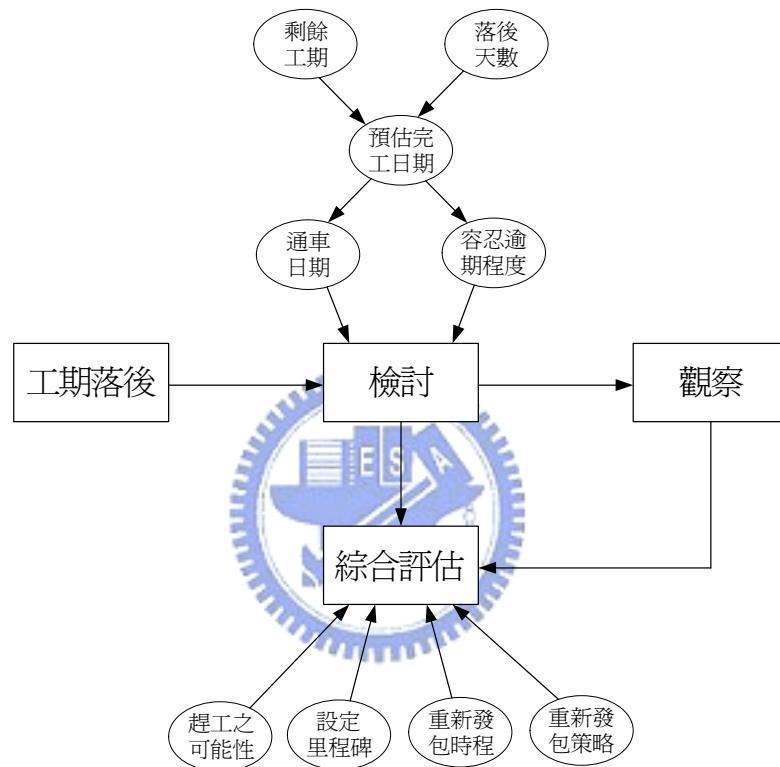 剩餘
工期
落後
天數
預估完
工日期
通車
日期
容忍逾
期程度
工期落後
檢討
觀察
E S A
綜合評估
趕工之
可能性
設定
里程碑
重新發
包時程
重新發
包策略